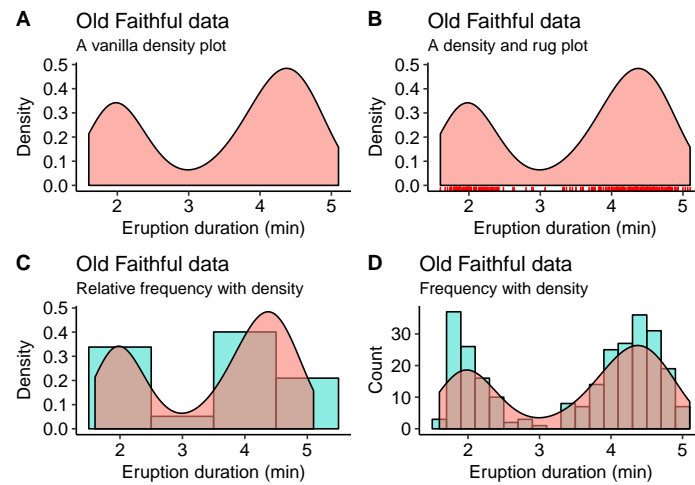 A
Old Faithful data
A vanilla density plot
0.5
0.4
0.3
0.2
0.1
0.0
Density
2 3 4 5
Eruption duration (min)
B
Old Faithful data
A density and rug plot
0.5
0.4
0.3
0.2
0.1
0.0
Density
2 3 4 5
Eruption duration (min)
C
Old Faithful data
Relative frequency with density
0.5
0.4
0.3
0.2
0.1
0.0
Density
2 3 4 5
Eruption duration (min)
D
Old Faithful data
Frequency with density
30
20
10
0
Count
2 3 4 5
Eruption duration (min)